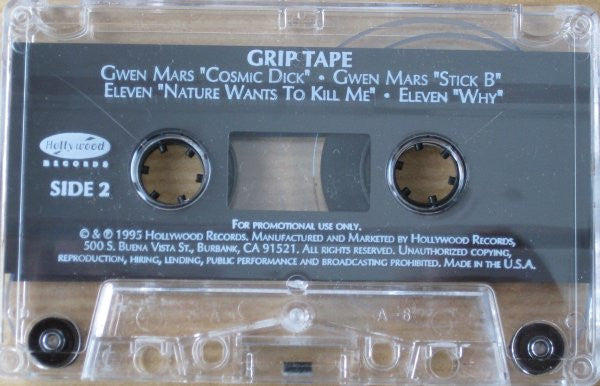 GRIP TAPE
GWEN MARS "COSMIC DICK" • GWEN MARS "STICK B"
ELEVEN "NATURE WANTS TO KILL ME" • ELEVEN "WHY"
Hollywood
RECORDS
SIDE 2
FOR PROMOTIONAL USE ONLY.
© & ℗ 1995 HOLLYWOOD RECORDS. MANUFACTURED AND MARKETED BY HOLLYWOOD RECORDS,
500 S. BUENA VISTA ST., BURBANK, CA 91521. ALL RIGHTS RESERVED. UNAUTHORIZED COPYING,
REPRODUCTION, HIRING, LENDING, PUBLIC PERFORMANCE AND BROADCASTING PROHIBITED. MADE IN THE U.S.A.
A-8